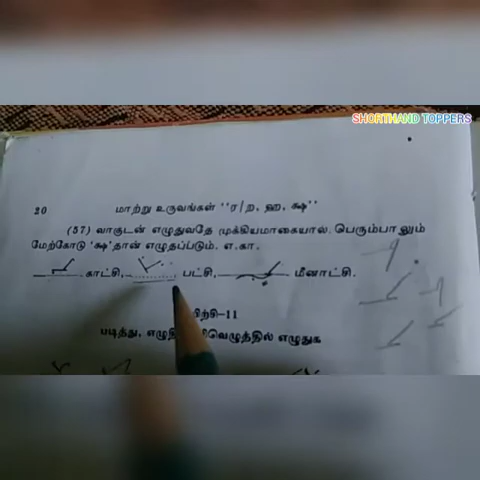 SHORTHAND TOPPERS
20 மாற்று உருவங்கள் "ர/ற, ஹ, க்ஷ"
(57) வாகுடன் எழுதுவதே முக்கியமாகையால், பெரும்பாலும்
மேற்கோடு 'க்ஷ' தான் எழுதப்படும். எ.கா.
காட்சி, பட்சி, மீனாட்சி.
-11
படித்து, எழுத்தில் எழுதுக